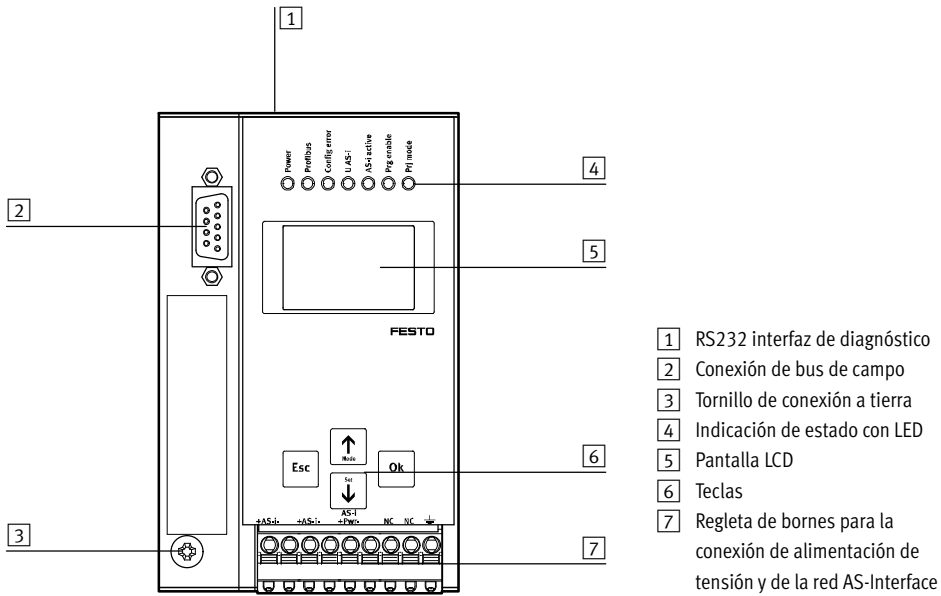 1
Power
Profibus
Config error
U AS-i
AS-i active
Prg enable
Prj mode
4
2
5
FESTO
1 RS232 interfaz de diagnóstico
2 Conexión de bus de campo
3 Tornillo de conexión a tierra
4 Indicación de estado con LED
5 Pantalla LCD
6 Teclas
7 Regleta de bornes para la
conexión de alimentación de
tensión y de la red AS-Interface
Esc
Mode
Set
Ok
6
+AS-i-
+AS-i-
AS-i
+Pwr-
NC
NC
3
7